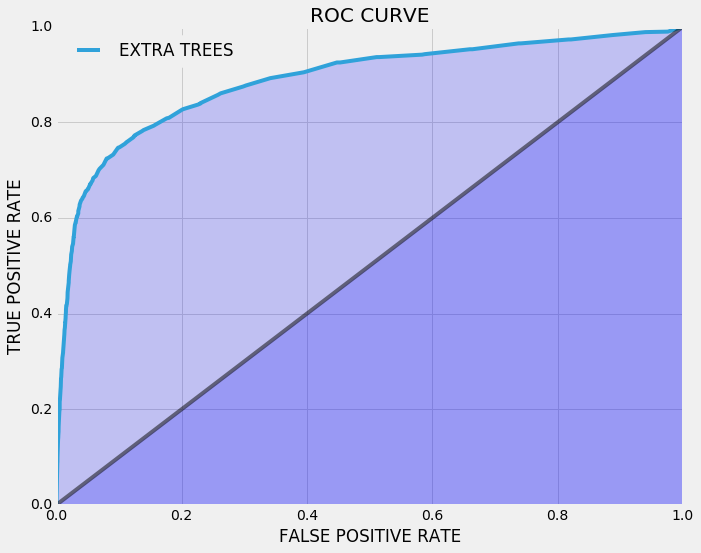 ROC CURVE
1.0
EXTRA TREES
0.8
0.6
0.4
0.2
0.0
TRUE POSITIVE RATE
0.0 0.2 0.4 0.6 0.8 1.0
FALSE POSITIVE RATE